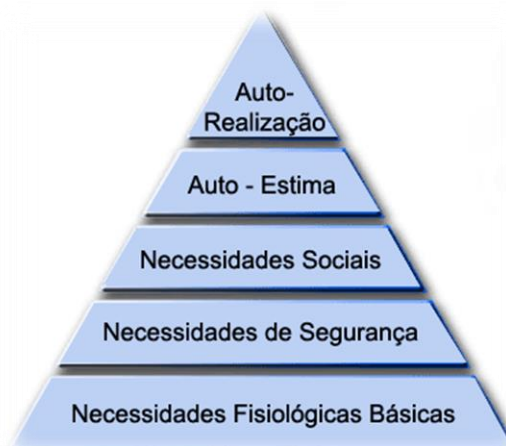 Auto-
Realização
Auto - Estima
Necessidades Sociais
Necessidades de Segurança
Necessidades Fisiológicas Básicas